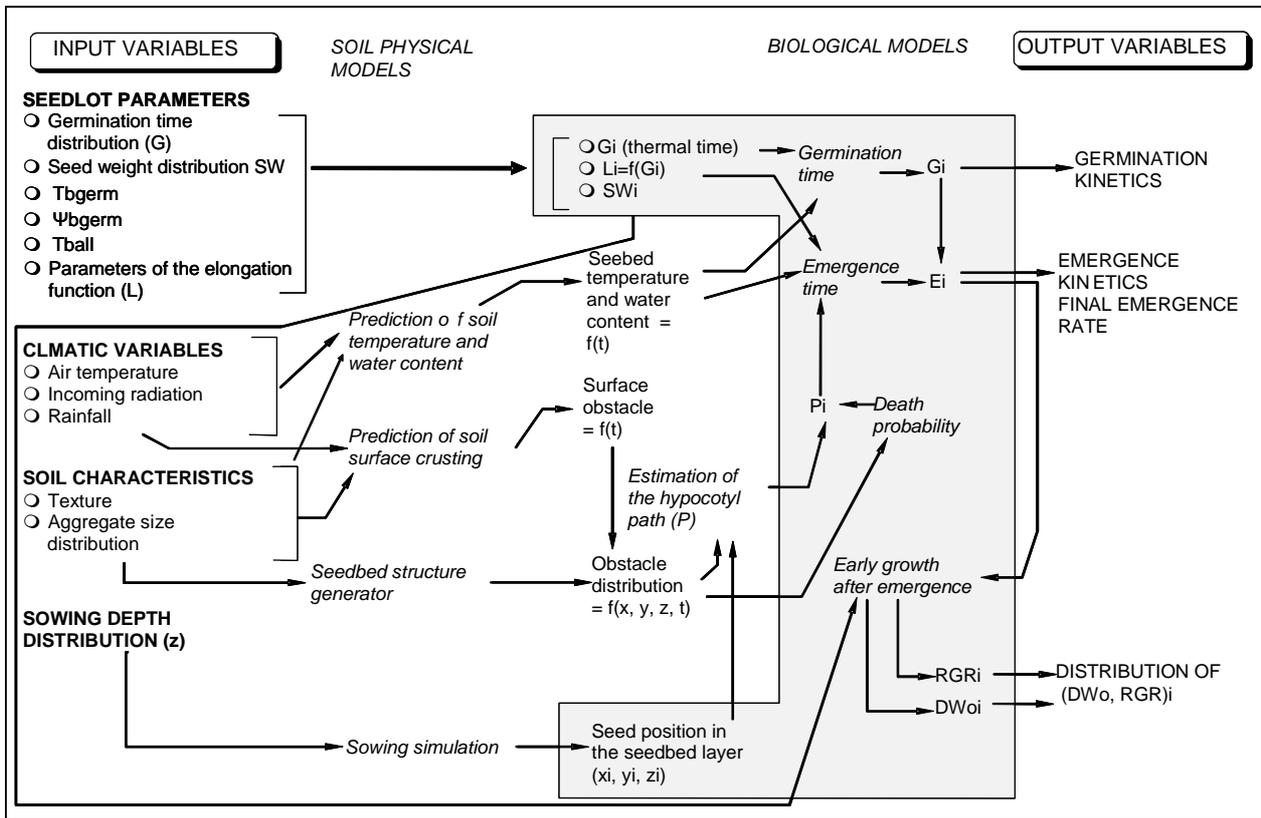 INPUT VARIABLES
SOIL PHYSICAL
MODELS
BIOLOGICAL MODELS
OUTPUT VARIABLES
SEEDLOT PARAMETERS
❍ Germination time
distribution (G)
❍ Seed weight distribution SW
❍ Tbgerm
❍ Ψbgerm
❍ Tball
❍ Parameters of the elongation
function (L)
❍ Gi (thermal time)
❍ Li=f(Gi)
❍ SWi
Germination
time
Gi
GERMINATION
KINETICS
Seebed
temperature
and water
content =
f(t)
Emergence
time
Ei
EMERGENCE
KINETICS
FINAL EMERGENCE
RATE
Prediction o f soil
temperature and
water content
CLMATIC VARIABLES
❍ Air temperature
❍ Incoming radiation
❍ Rainfall
Surface
obstacle
= f(t)
Pi
Death
probability
Prediction of soil
surface crusting
SOIL CHARACTERISTICS
❍ Texture
❍ Aggregate size
distribution
Estimation of
the hypocotyl
path (P)
Seedbed structure
generator
Obstacle
distribution
= f(x, y, z, t)
Early growth
after emergence
SOWING DEPTH
DISTRIBUTION (z)
RGRi
DWoi
DISTRIBUTION OF
(DWo, RGR)i
Sowing simulation
Seed position in
the seedbed layer
(xi, yi, zi)